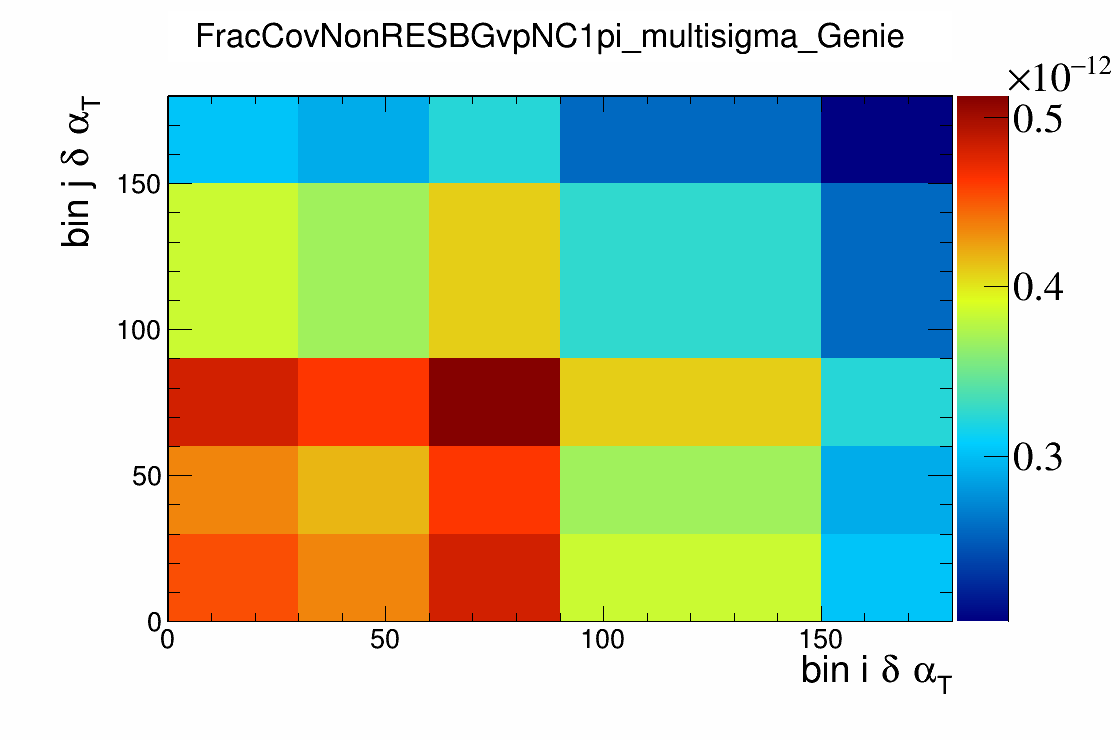 FracCovNonRESBGvpNC1pi_multisigma_Genie
×10⁻¹²
bin j δ α_T
150
100
50
0
0 50 100 150
bin i δ α_T
0.5
0.4
0.3